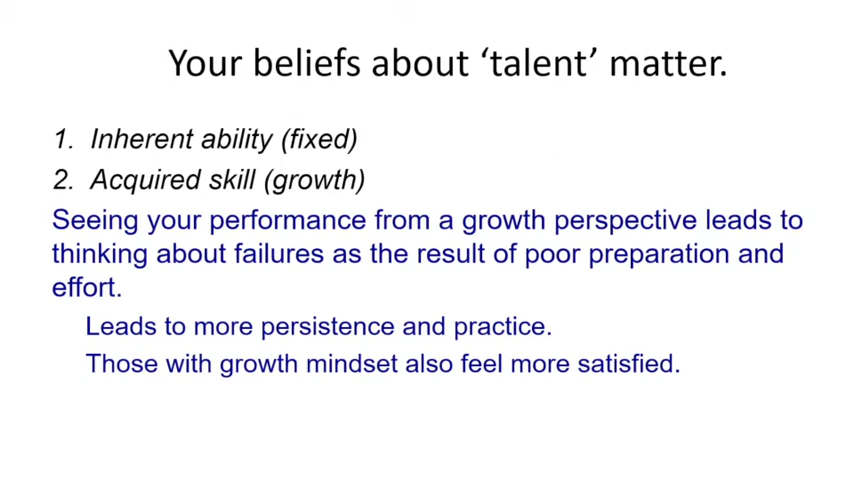 Your beliefs about ‘talent’ matter.
1. Inherent ability (fixed)
2. Acquired skill (growth)
Seeing your performance from a growth perspective leads to
thinking about failures as the result of poor preparation and
effort.
Leads to more persistence and practice.
Those with growth mindset also feel more satisfied.